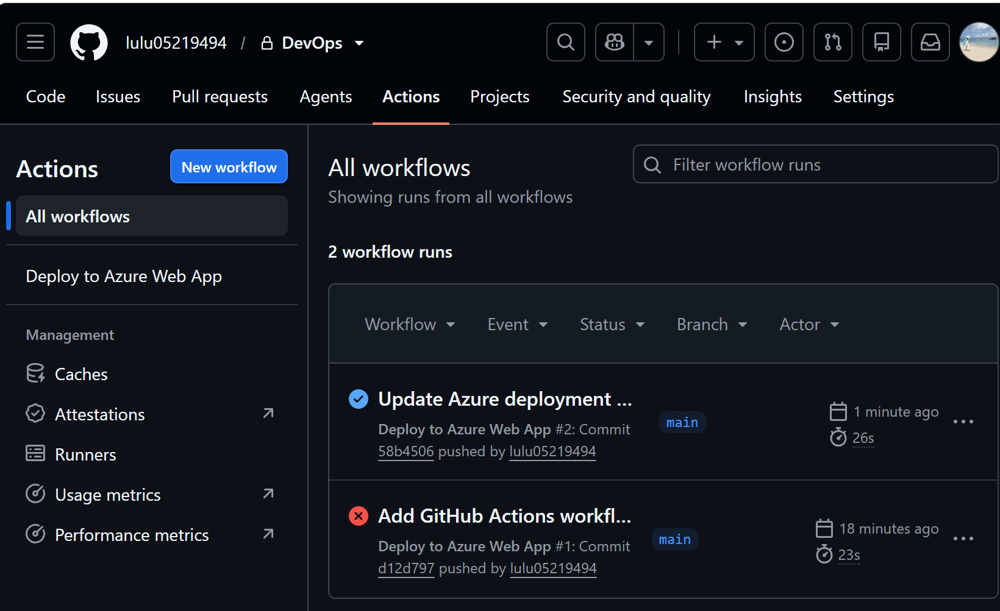 lulu05219494 / DevOps
Code Issues Pull requests Agents Actions Projects Security and quality Insights Settings
Actions
New workflow
All workflows
Deploy to Azure Web App
Management
Caches
Attestations
Runners
Usage metrics
Performance metrics
All workflows
Showing runs from all workflows
Filter workflow runs
2 workflow runs
Workflow Event Status Branch Actor
Update Azure deployment ...
Deploy to Azure Web App #2: Commit
58b4506 pushed by lulu05219494
main
1 minute ago
26s
Add GitHub Actions workfl...
Deploy to Azure Web App #1: Commit
d12d797 pushed by lulu05219494
main
18 minutes ago
23s